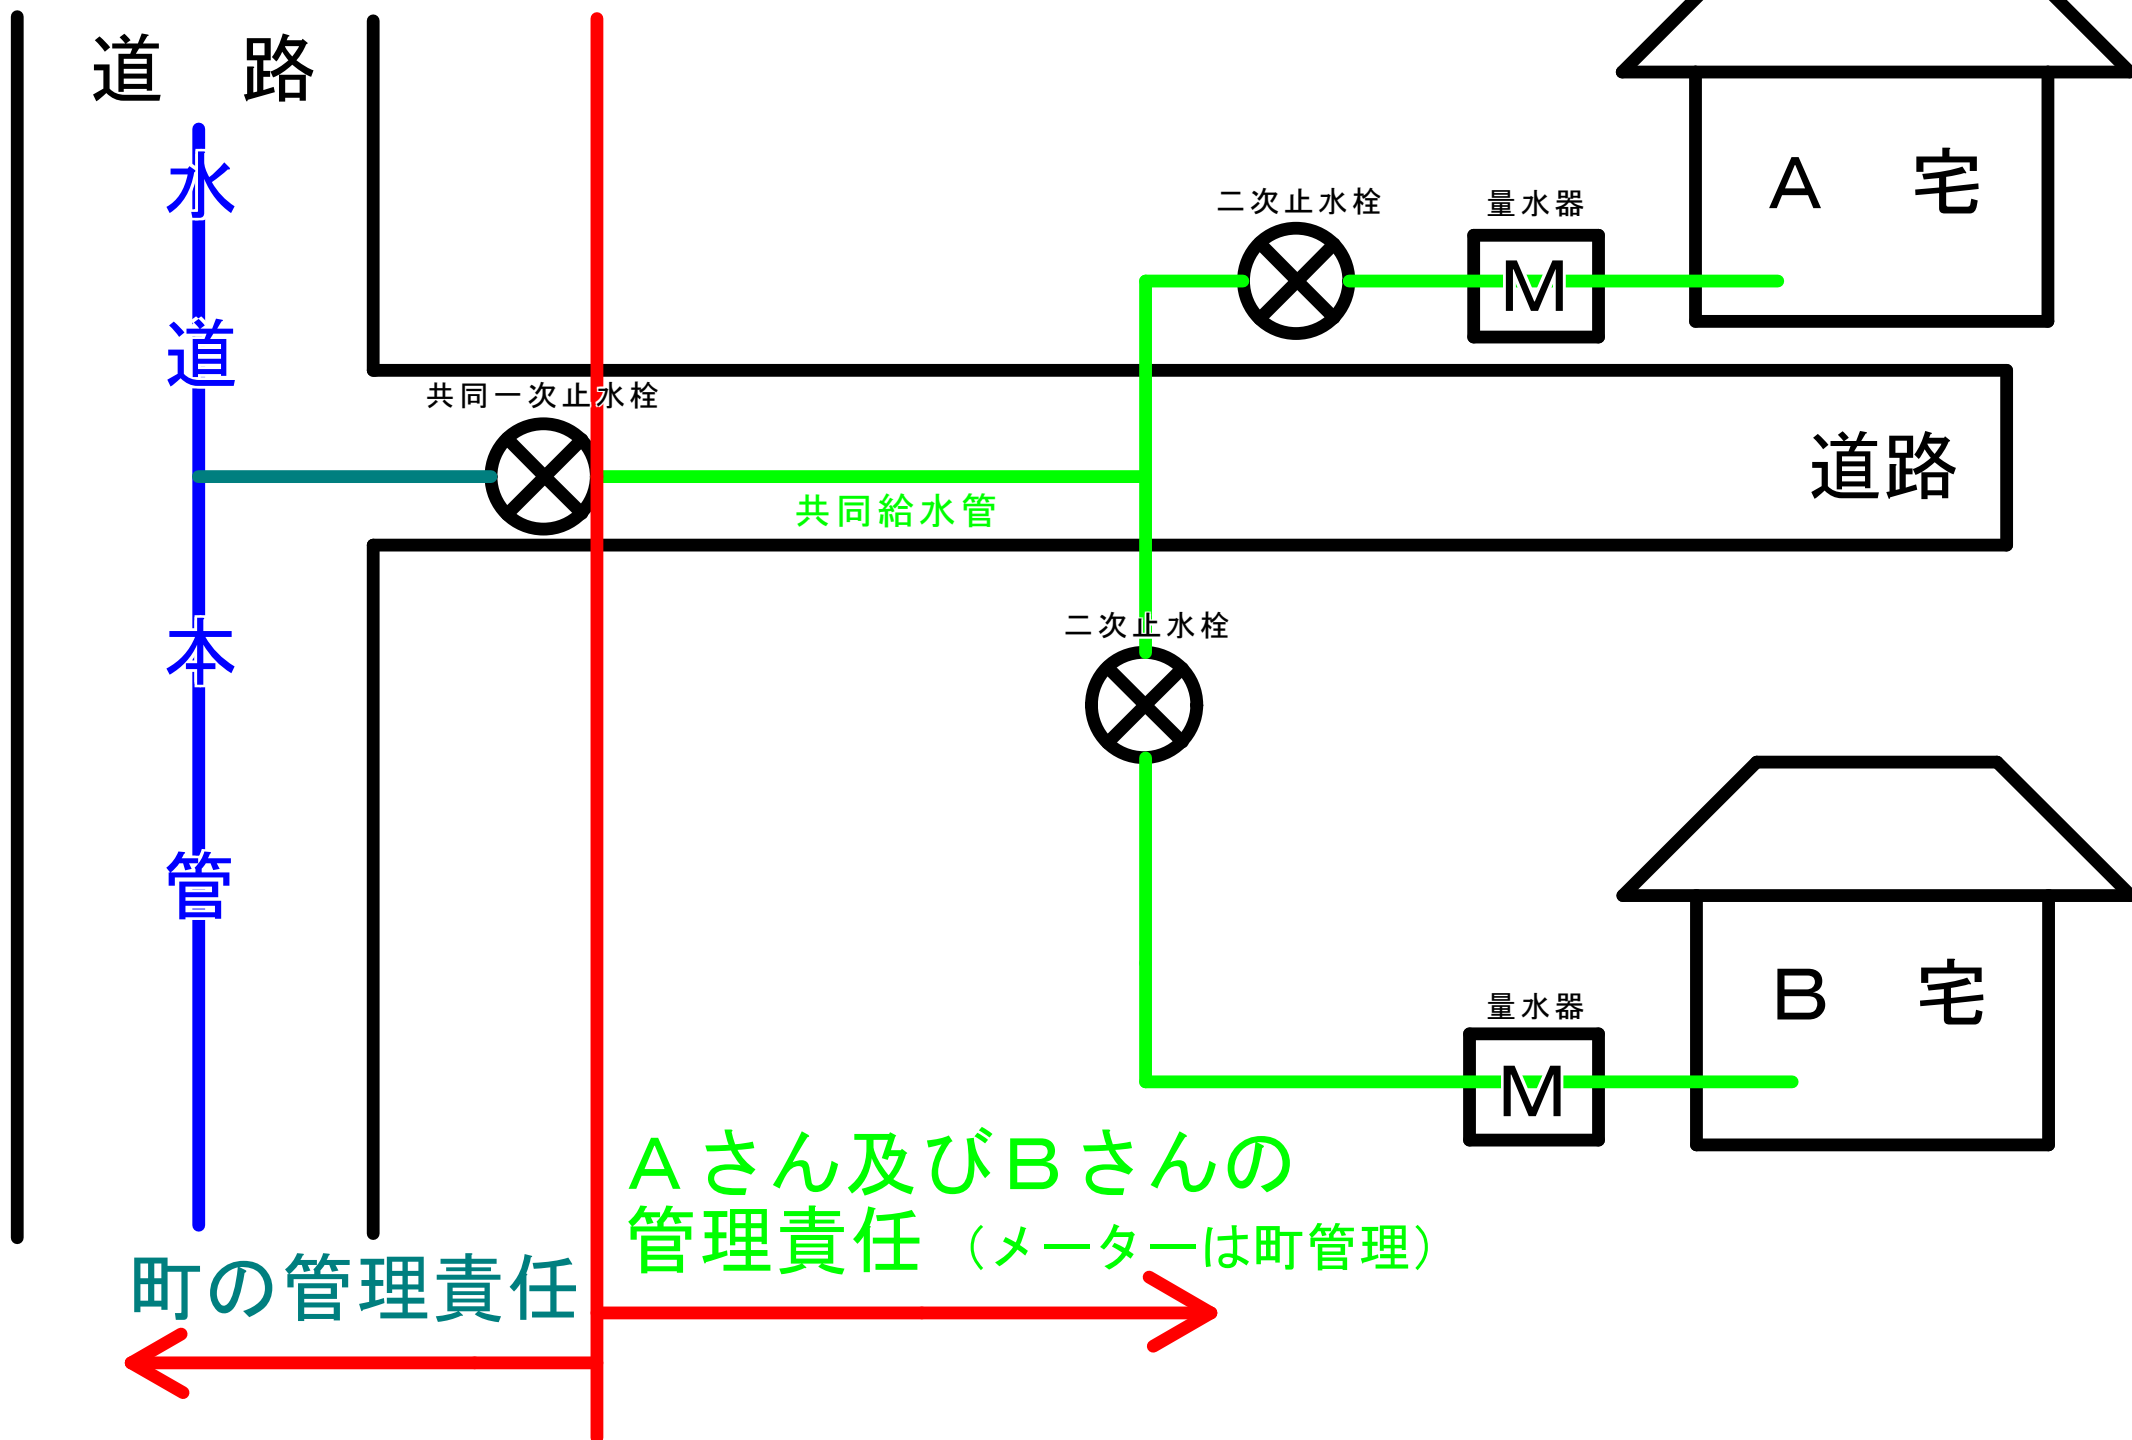 道　路
水道本管
二次止水栓
量水器
M
A　宅
共同一次止水栓
道路
共同給水管
二次止水栓
量水器
M
B　宅
Aさん及びBさんの
管理責任（メーターは町管理）
町の管理責任